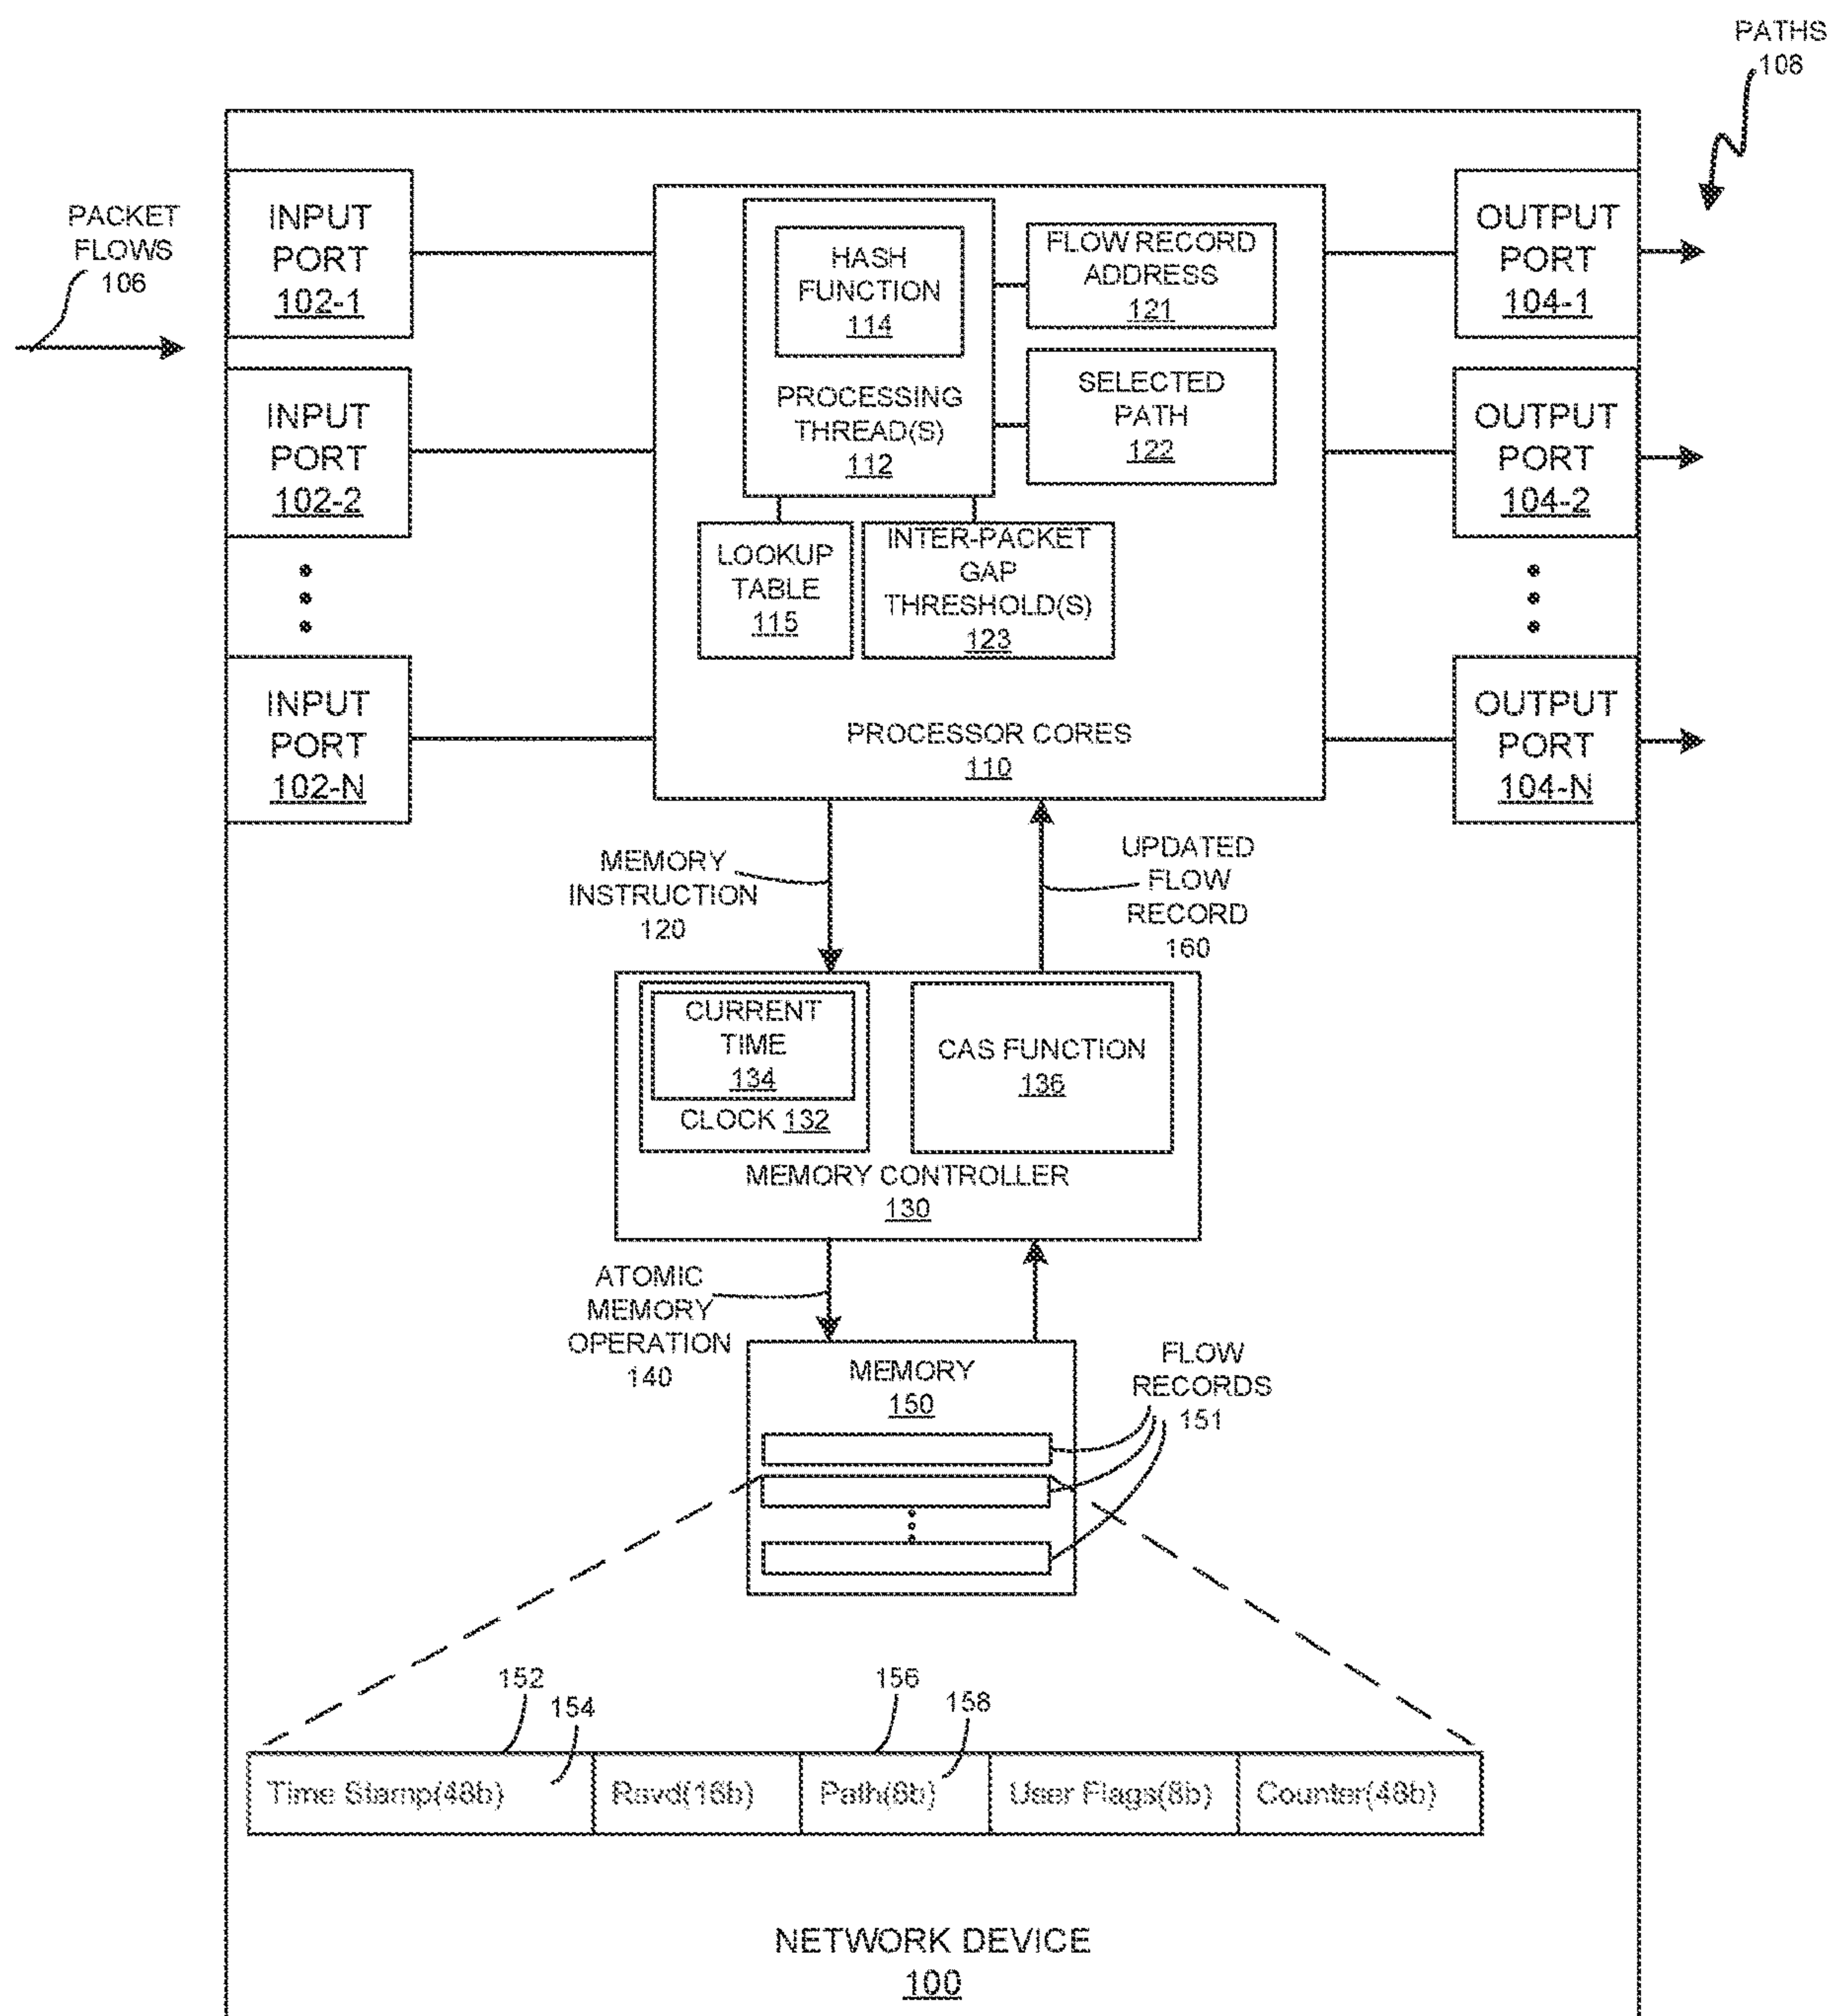 PATHS
108
PACKET
FLOWS
106
INPUT
PORT
102-1
INPUT
PORT
102-2
INPUT
PORT
102-N
HASH
FUNCTION
114
PROCESSING
THREAD(S)
112
FLOW RECORD
ADDRESS
121
SELECTED
PATH
122
LOOKUP
TABLE
115
INTER-PACKET
GAP
THRESHOLD(S)
123
PROCESSOR CORES
110
OUTPUT
PORT
104-1
OUTPUT
PORT
104-2
OUTPUT
PORT
104-N
MEMORY
INSTRUCTION
120
UPDATED
FLOW
RECORD
160
CURRENT
TIME
134
CLOCK 132
CAS FUNCTION
136
MEMORY CONTROLLER
130
ATOMIC
MEMORY
OPERATION
140
MEMORY
150
FLOW
RECORDS
151
152
154
156
158
Time Stamp(48b)
Rsvd(16b)
Path(8b)
User Flags(8b)
Counter(48b)
NETWORK DEVICE
100